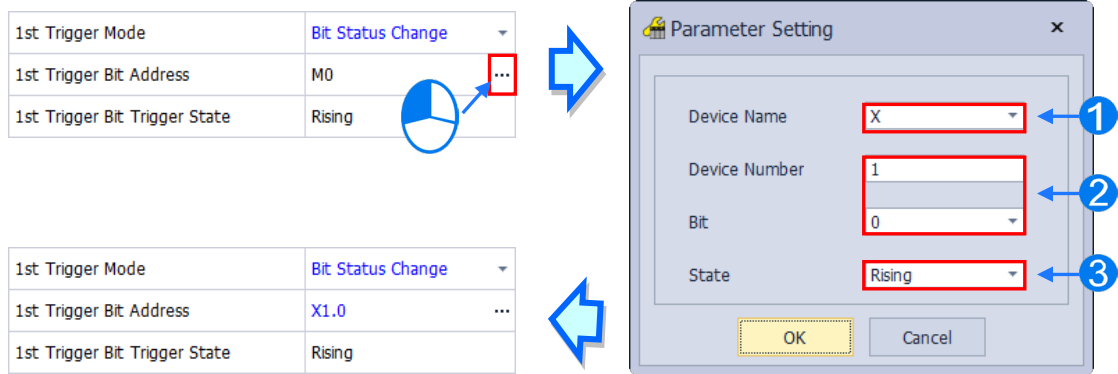 1st Trigger Mode Bit Status Change
1st Trigger Bit Address M0 ...
1st Trigger Bit Trigger State Rising
Parameter Setting x
Device Name X 1
Device Number 1
2
Bit 0
State Rising 3
OK Cancel
1st Trigger Mode Bit Status Change
1st Trigger Bit Address X1.0 ...
1st Trigger Bit Trigger State Rising